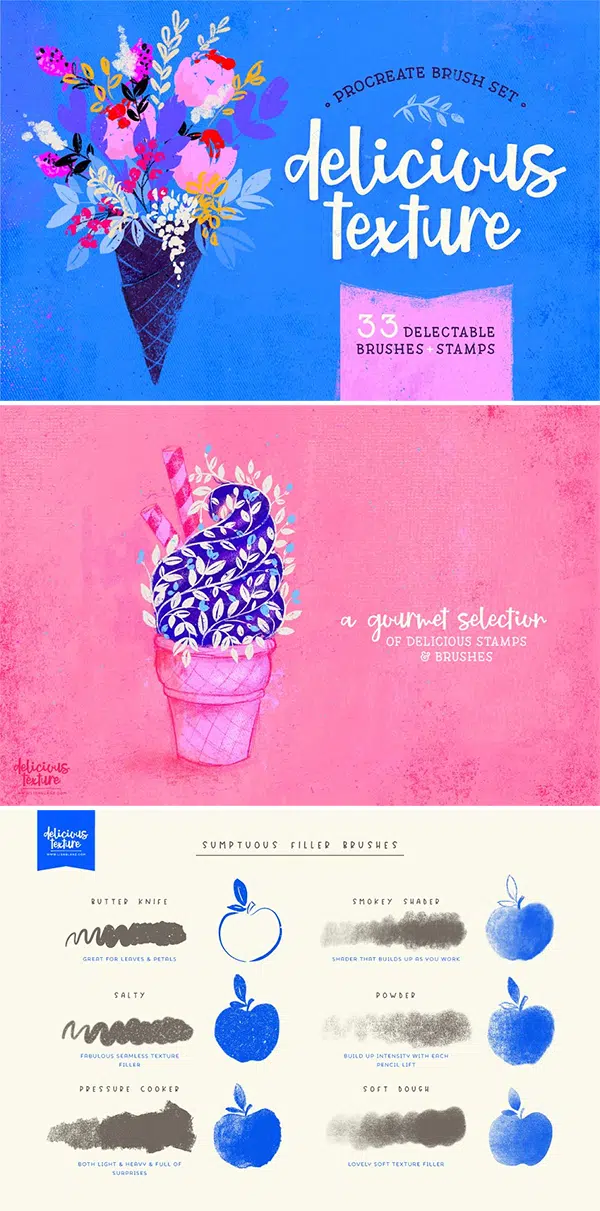 • PROCREATE BRUSH SET •
delicious
texture
33 DELECTABLE
BRUSHES + STAMPS
a gourmet selection
OF DELICIOUS STAMPS
& BRUSHES
delicious
texture
delicious
texture
SUMPTUOUS FILLER BRUSHES
BUTTER KNIFE
GREAT FOR LEAVES & PETALS
SMOKEY SHADER
SHADER THAT BUILDS UP AS YOU WORK
SALTY
FABULOUS SEAMLESS TEXTURE
FILLER
POWDER
BUILD UP INTENSITY WITH EACH
PENCIL LIFT
PRESSURE COOKER
BOTH LIGHT & HEAVY & FULL OF
SURPRISES
SOFT DOUGH
LOVELY SOFT TEXTURE FILLER